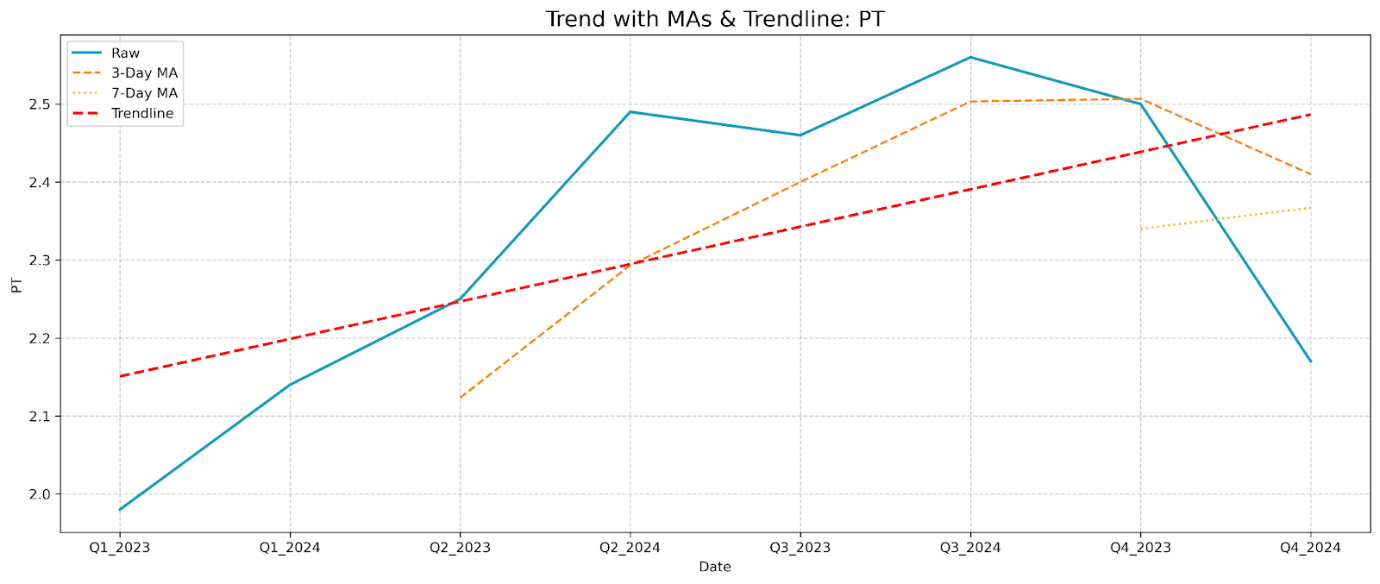 Trend with MAs & Trendline: PT
Raw
3-Day MA
7-Day MA
Trendline
2.5
2.4
2.3
2.2
2.1
2.0
PT
Q1_2023 Q1_2024 Q2_2023 Q2_2024 Q3_2023 Q3_2024 Q4_2023 Q4_2024
Date